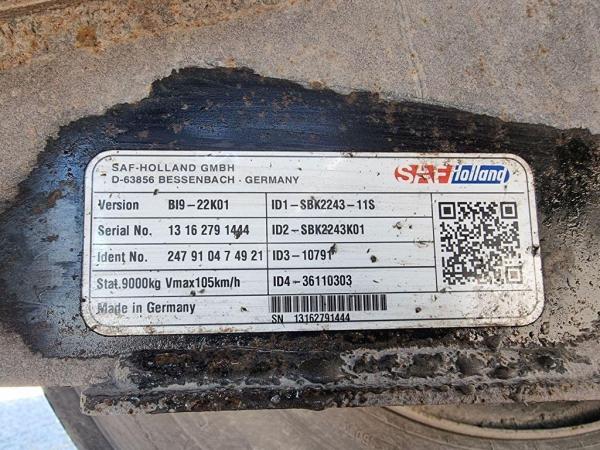 SAF-HOLLAND GMBH
D-63856 BESSENBACH - GERMANY
SAF Holland
Version BI9-22K01 ID1-SBK2243-11S
Serial No. 13 16 279 1444 ID2-SBK2243K01
Ident No. 247 91 04 7 49 21 ID3-10791
Stat.9000kg Vmax105km/h ID4-36110303
Made in Germany
SN 13162791444